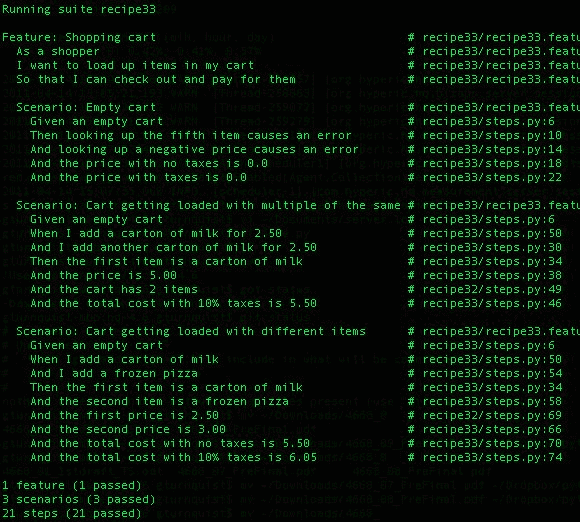 Running suite recipe33
Feature: Shopping cart # recipe33/recipe33.featu
As a shopper # recipe33/recipe33.featu
I want to load up items in my cart # recipe33/recipe33.featu
So that I can check out and pay for them # recipe33/recipe33.featu
Scenario: Empty cart # recipe33/recipe33.featu
Given an empty cart # recipe33/steps.py:6
Then looking up the fifth item causes an error # recipe33/steps.py:10
And looking up a negative price causes an error # recipe33/steps.py:14
And the price with no taxes is 0.0 # recipe33/steps.py:18
And the price with taxes is 0.0 # recipe33/steps.py:22
Scenario: Cart getting loaded with multiple of the same # recipe33/recipe33.featu
Given an empty cart # recipe33/steps.py:6
When I add a carton of milk for 2.50 # recipe33/steps.py:50
And I add another carton of milk for 2.50 # recipe33/steps.py:30
Then the first item is a carton of milk # recipe33/steps.py:34
And the price is 5.00 # recipe33/steps.py:38
And the cart has 2 items # recipe32/steps.py:49
And the total cost with 10% taxes is 5.50 # recipe33/steps.py:46
Scenario: Cart getting loaded with different items # recipe33/recipe33.featu
Given an empty cart # recipe33/steps.py:6
When I add a carton of milk # recipe33/steps.py:50
And I add a frozen pizza # recipe33/steps.py:54
Then the first item is a carton of milk # recipe33/steps.py:34
And the second item is a frozen pizza # recipe33/steps.py:58
And the first price is 2.50 # recipe32/steps.py:69
And the second price is 3.00 # recipe33/steps.py:66
And the total cost with no taxes is 5.50 # recipe33/steps.py:70
And the total cost with 10% taxes is 6.05 # recipe33/steps.py:74
1 feature (1 passed)
3 scenarios (3 passed)
21 steps (21 passed)